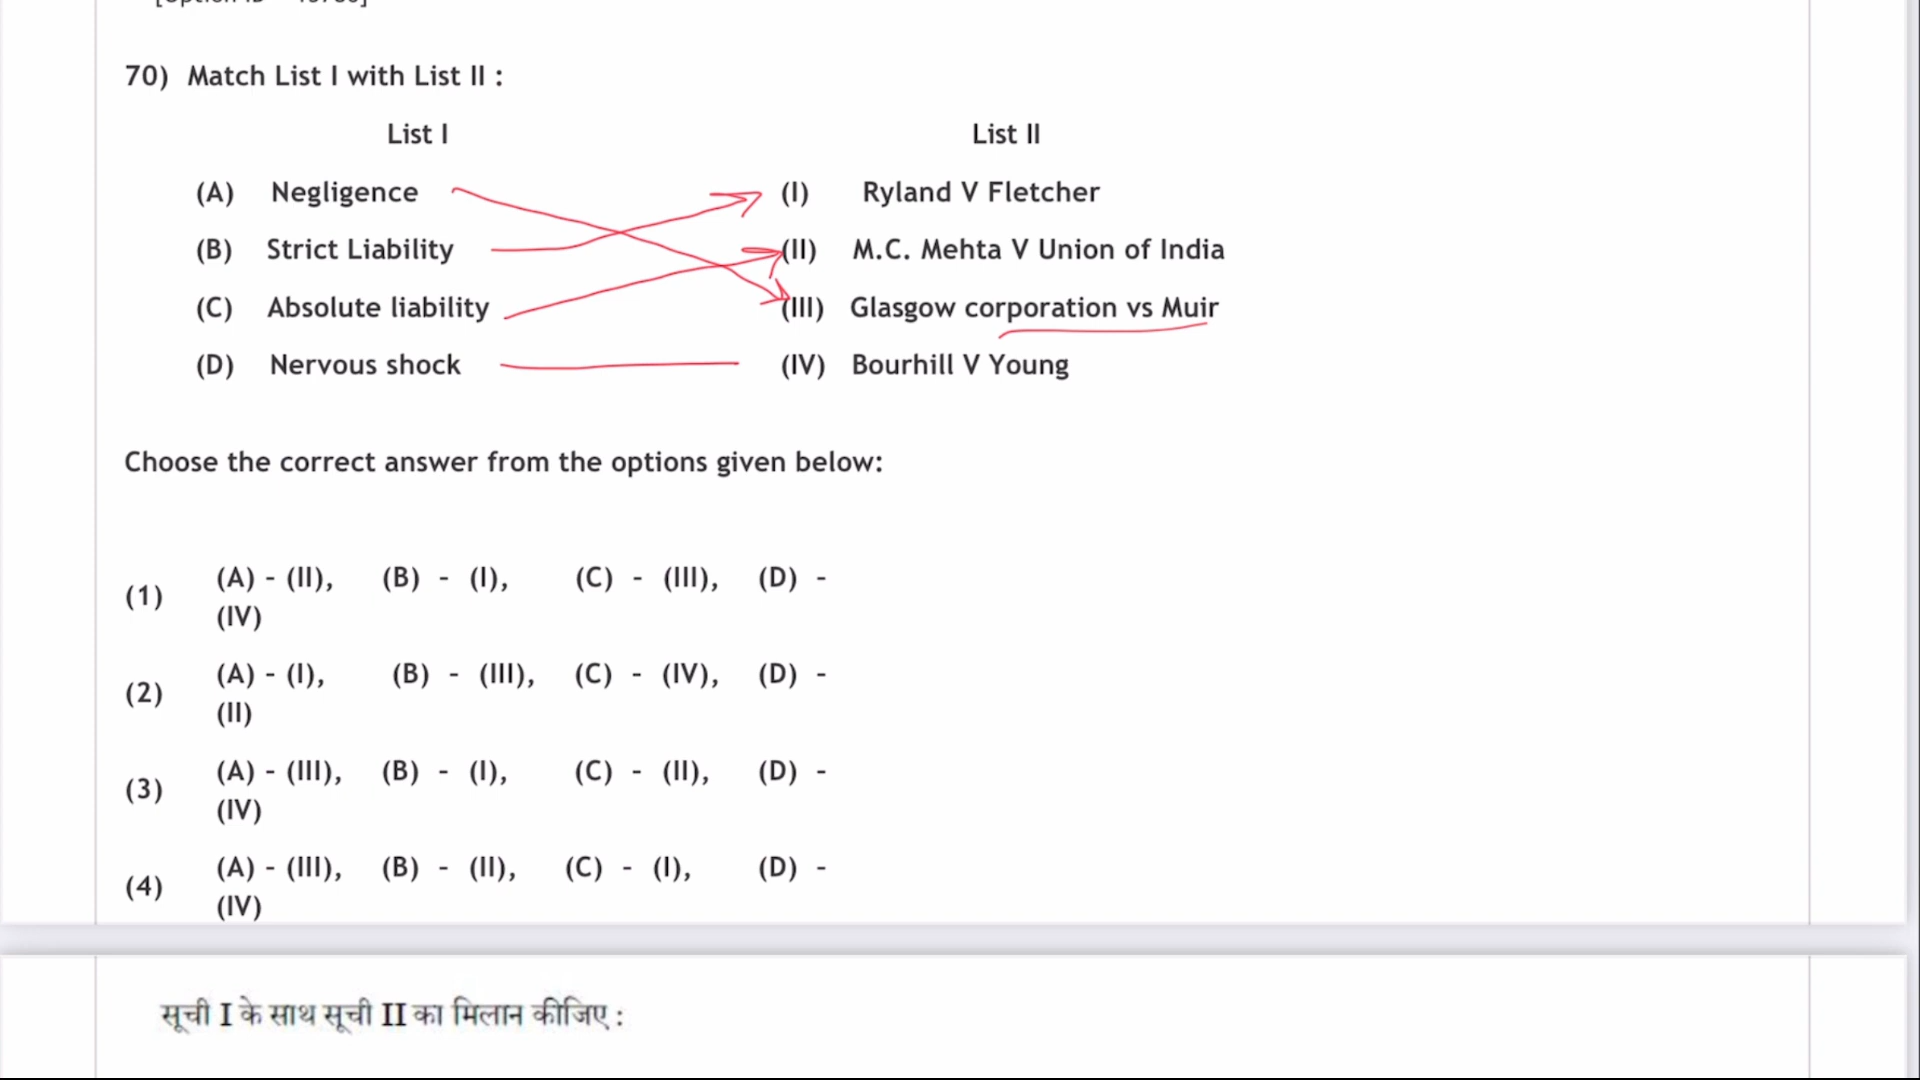 70) Match List I with List II :
List I List II
(A) Negligence (I) Ryland V Fletcher
(B) Strict Liability (II) M.C. Mehta V Union of India
(C) Absolute liability (III) Glasgow corporation vs Muir
(D) Nervous shock (IV) Bourhill V Young
Choose the correct answer from the options given below:
(1) (A) - (II), (B) - (I), (C) - (III), (D) -
(IV)
(2) (A) - (I), (B) - (III), (C) - (IV), (D) -
(II)
(3) (A) - (III), (B) - (I), (C) - (II), (D) -
(IV)
(4) (A) - (III), (B) - (II), (C) - (I), (D) -
(IV)
सूची I के साथ सूची II का मिलान कीजिए :